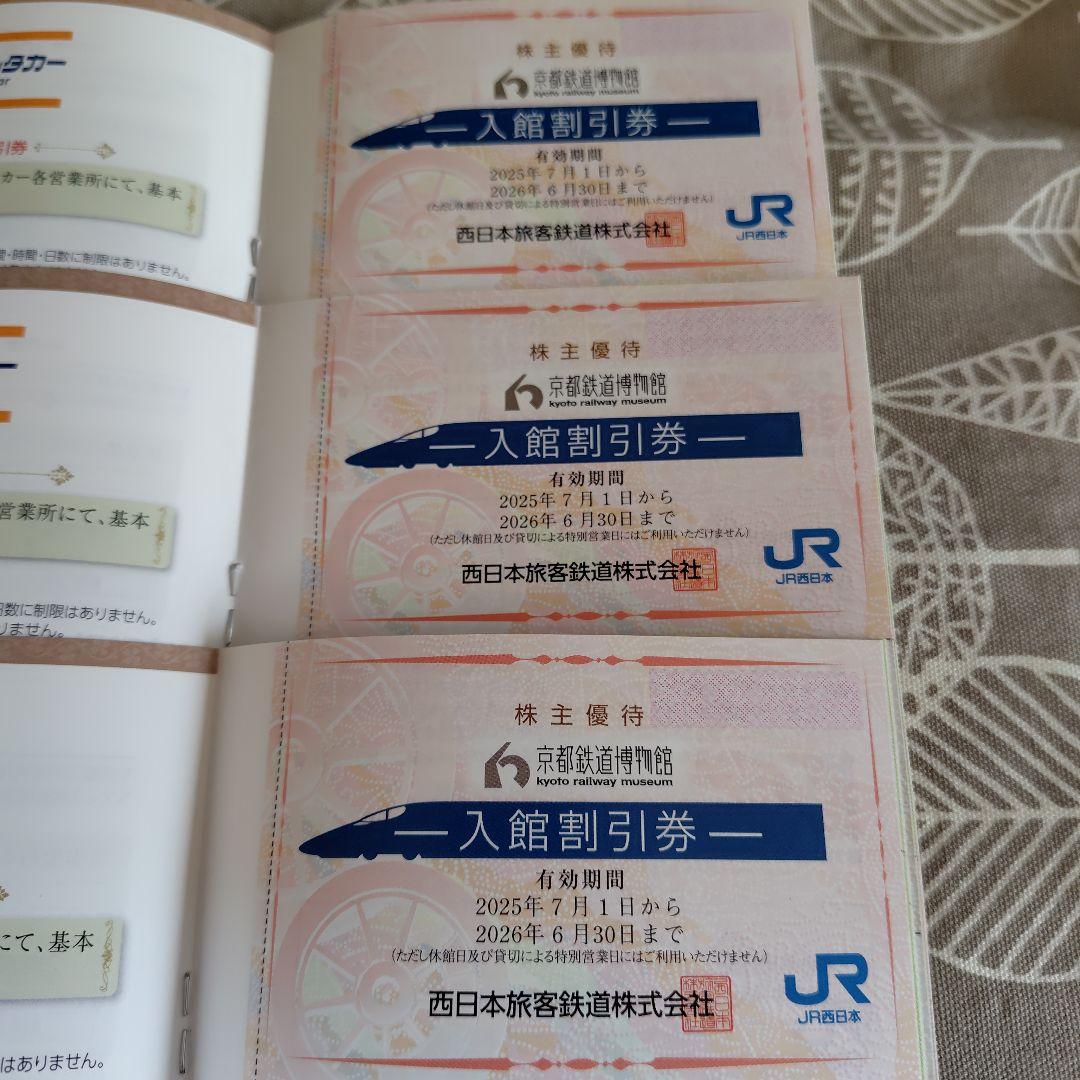 タカー
引券
カー各営業所にて、基本
間・時間・日数に制限はありません。
株主優待
京都鉄道博物館
kyoto railway museum
入館割引券
有効期間
2025年7月1日から
2026年6月30日まで
(ただし休館日及び貸切による特別営業日にはご利用いただけません)
西日本旅客鉄道株式会社
JR
JR西日本
営業所にて、基本
日数に制限はありません。
りません。
株主優待
京都鉄道博物館
kyoto railway museum
入館割引券
有効期間
2025年7月1日から
2026年6月30日まで
(ただし休館日及び貸切による特別営業日にはご利用いただけません)
西日本旅客鉄道株式会社
JR
JR西日本
にて、基本
はありません。
株主優待
京都鉄道博物館
kyoto railway museum
入館割引券
有効期間
2025年7月1日から
2026年6月30日まで
(ただし休館日及び貸切による特別営業日にはご利用いただけません)
西日本旅客鉄道株式会社
JR
JR西日本